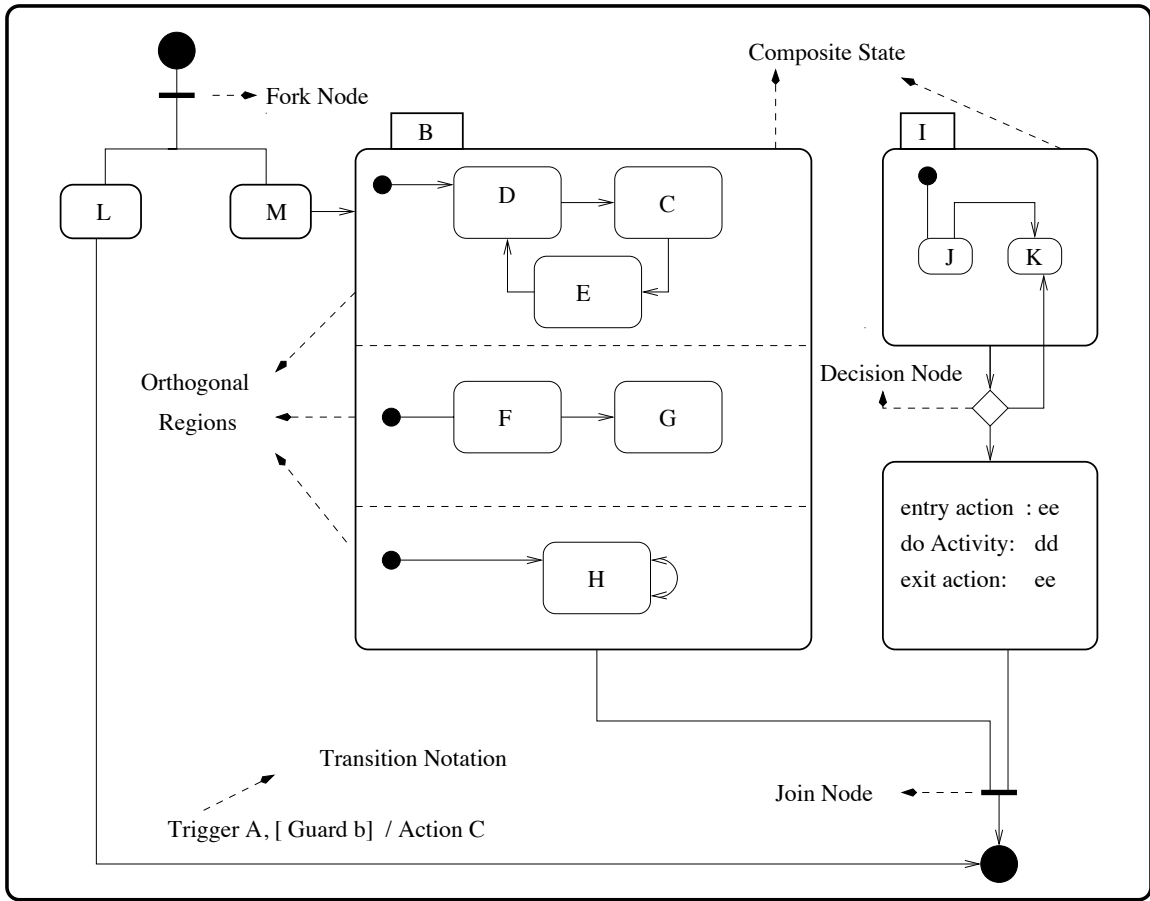 Composite State
Fork Node
B
I
L
M
D
C
E
J
K
Orthogonal
Regions
Decision Node
F
G
entry action : ee
do Activity: dd
exit action: ee
H
Transition Notation
Join Node
Trigger A, [ Guard b] / Action C